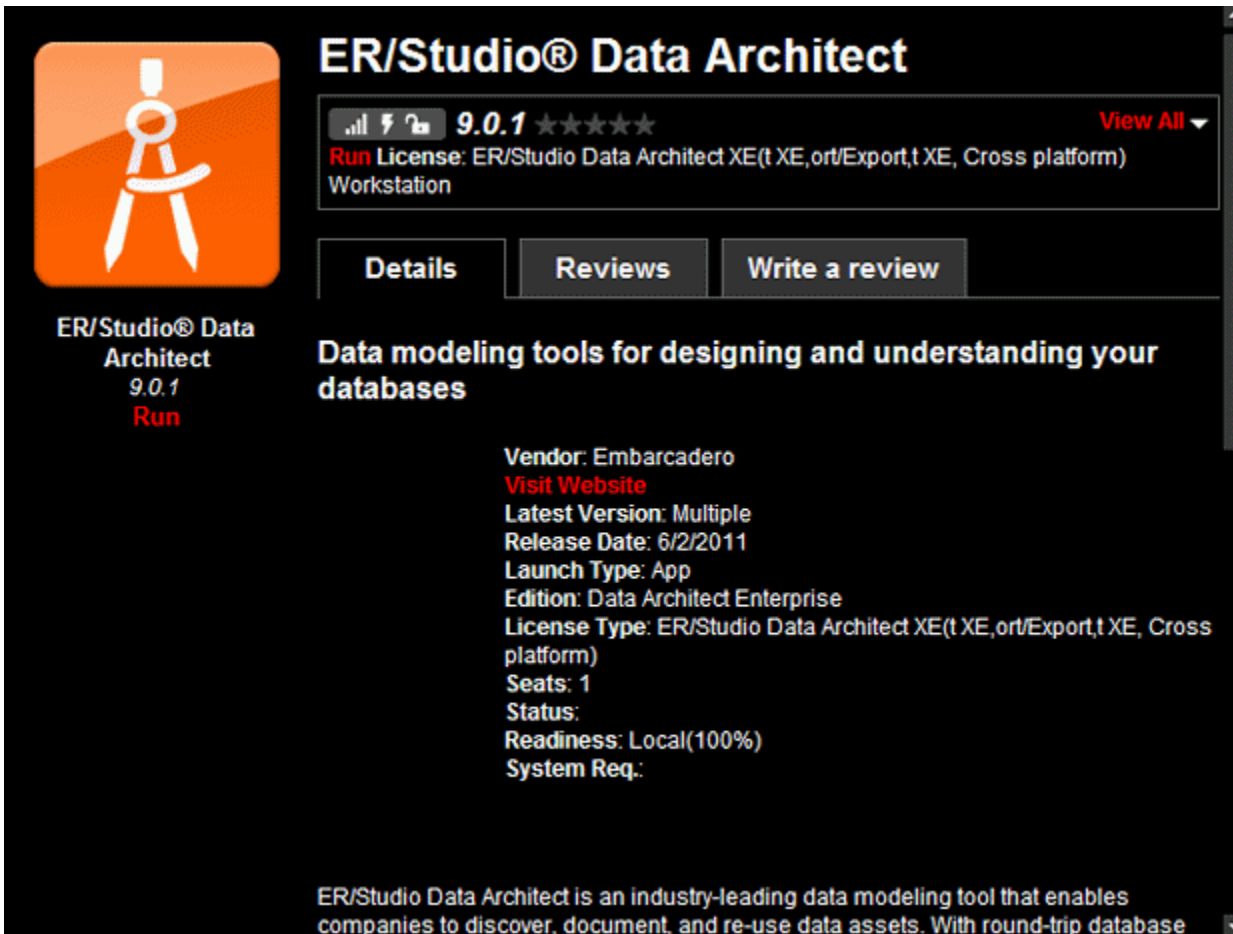 ER/Studio® Data Architect
9.0.1 View All
Run License: ER/Studio Data Architect XE(t XE,ort/Export,t XE, Cross platform)
Workstation
Details Reviews Write a review
ER/Studio® Data
Architect
9.0.1
Run
Data modeling tools for designing and understanding your
databases
Vendor: Embarcadero
Visit Website
Latest Version: Multiple
Release Date: 6/2/2011
Launch Type: App
Edition: Data Architect Enterprise
License Type: ER/Studio Data Architect XE(t XE,ort/Export,t XE, Cross
platform)
Seats: 1
Status:
Readiness: Local(100%)
System Req.:
ER/Studio Data Architect is an industry-leading data modeling tool that enables
companies to discover, document, and re-use data assets. With round-trip database